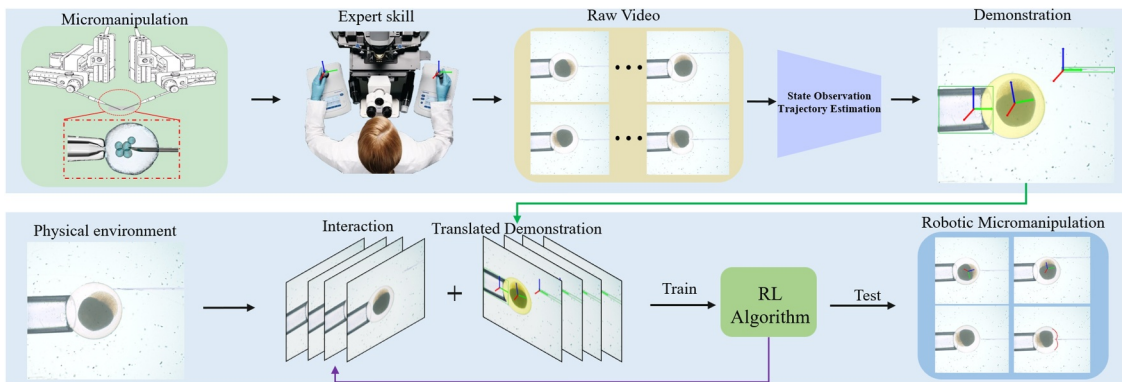 Micromanipulation
Expert skill
Raw Video
Demonstration
State Observation
Trajectory Estimation
Physical environment
Interaction
Translated Demonstration
Robotic Micromanipulation
+
Train
RL
Algorithm
Test